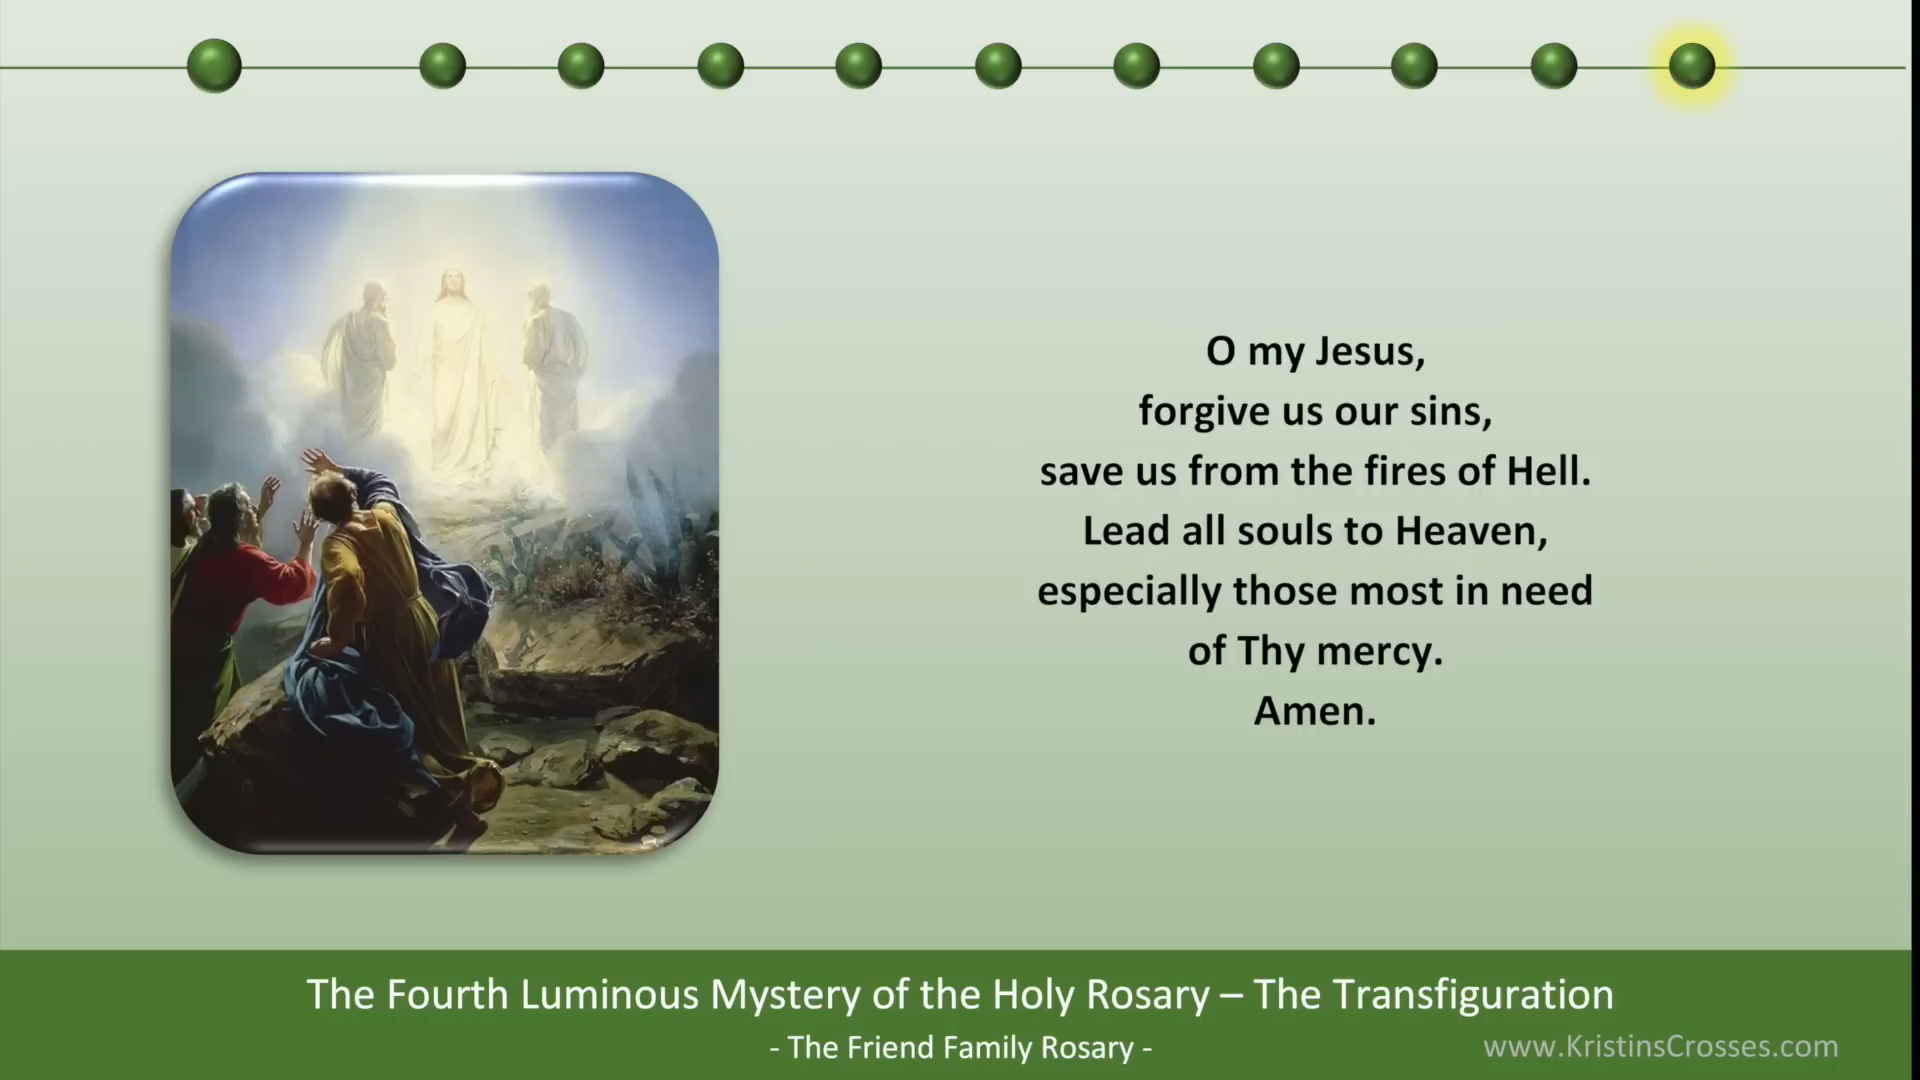 O my Jesus,
forgive us our sins,
save us from the fires of Hell.
Lead all souls to Heaven,
especially those most in need
of Thy mercy.
Amen.
The Fourth Luminous Mystery of the Holy Rosary – The Transfiguration
- The Friend Family Rosary -
www.KristinsCrosses.com